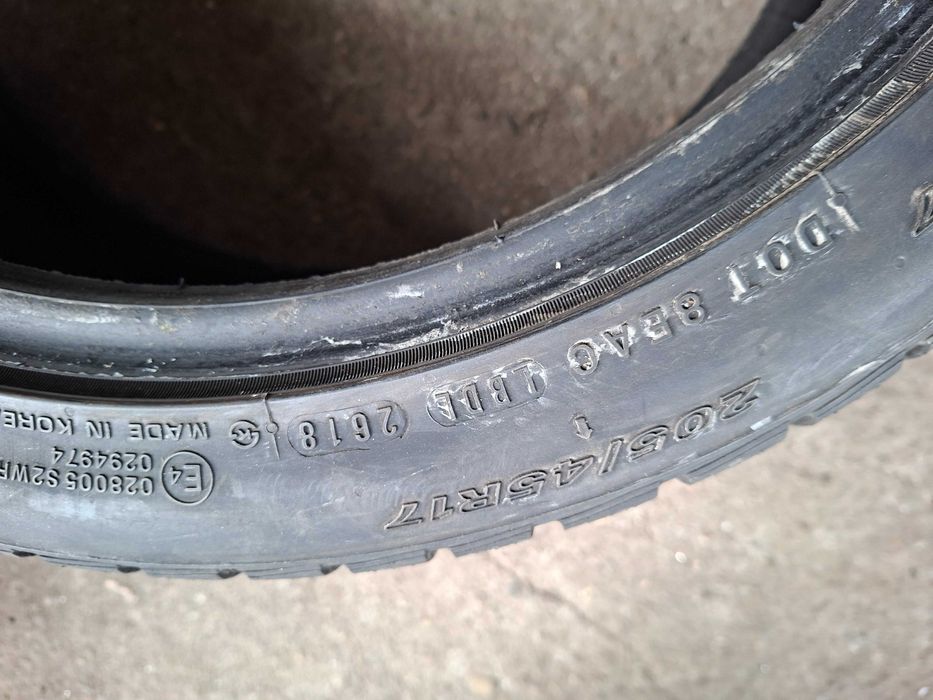 DOT 8EAC LBDE 2618
MADE IN KOREA
205/45R17
E4
028005 S2WR
0294974